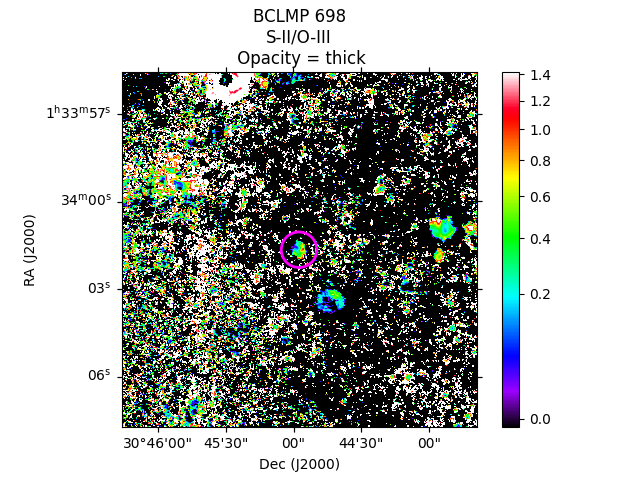 BCLMP 698
S-II/O-III
Opacity = thick
1h33m57s
34m00s
03s
06s
30°46'00"
45'30"
00"
44'30"
00"
RA (J2000)
Dec (J2000)
1.4
1.2
1.0
0.8
0.6
0.4
0.2
0.0